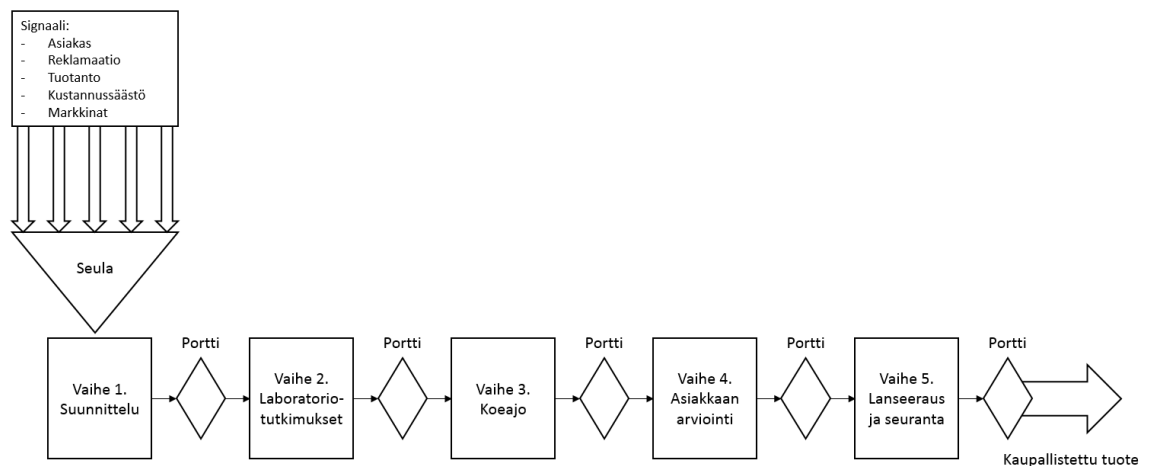 Signaali:
- Asiakas
- Reklamaatio
- Tuotanto
- Kustannussäästö
- Markkinat
Seula
Vaihe 1.
Suunnittelu
Portti
Vaihe 2.
Laboratorio-
tutkimukset
Portti
Vaihe 3.
Koeajo
Portti
Vaihe 4.
Asiakkaan
arviointi
Portti
Vaihe 5.
Lanseeraus
ja seuranta
Portti
Kaupallistettu tuote